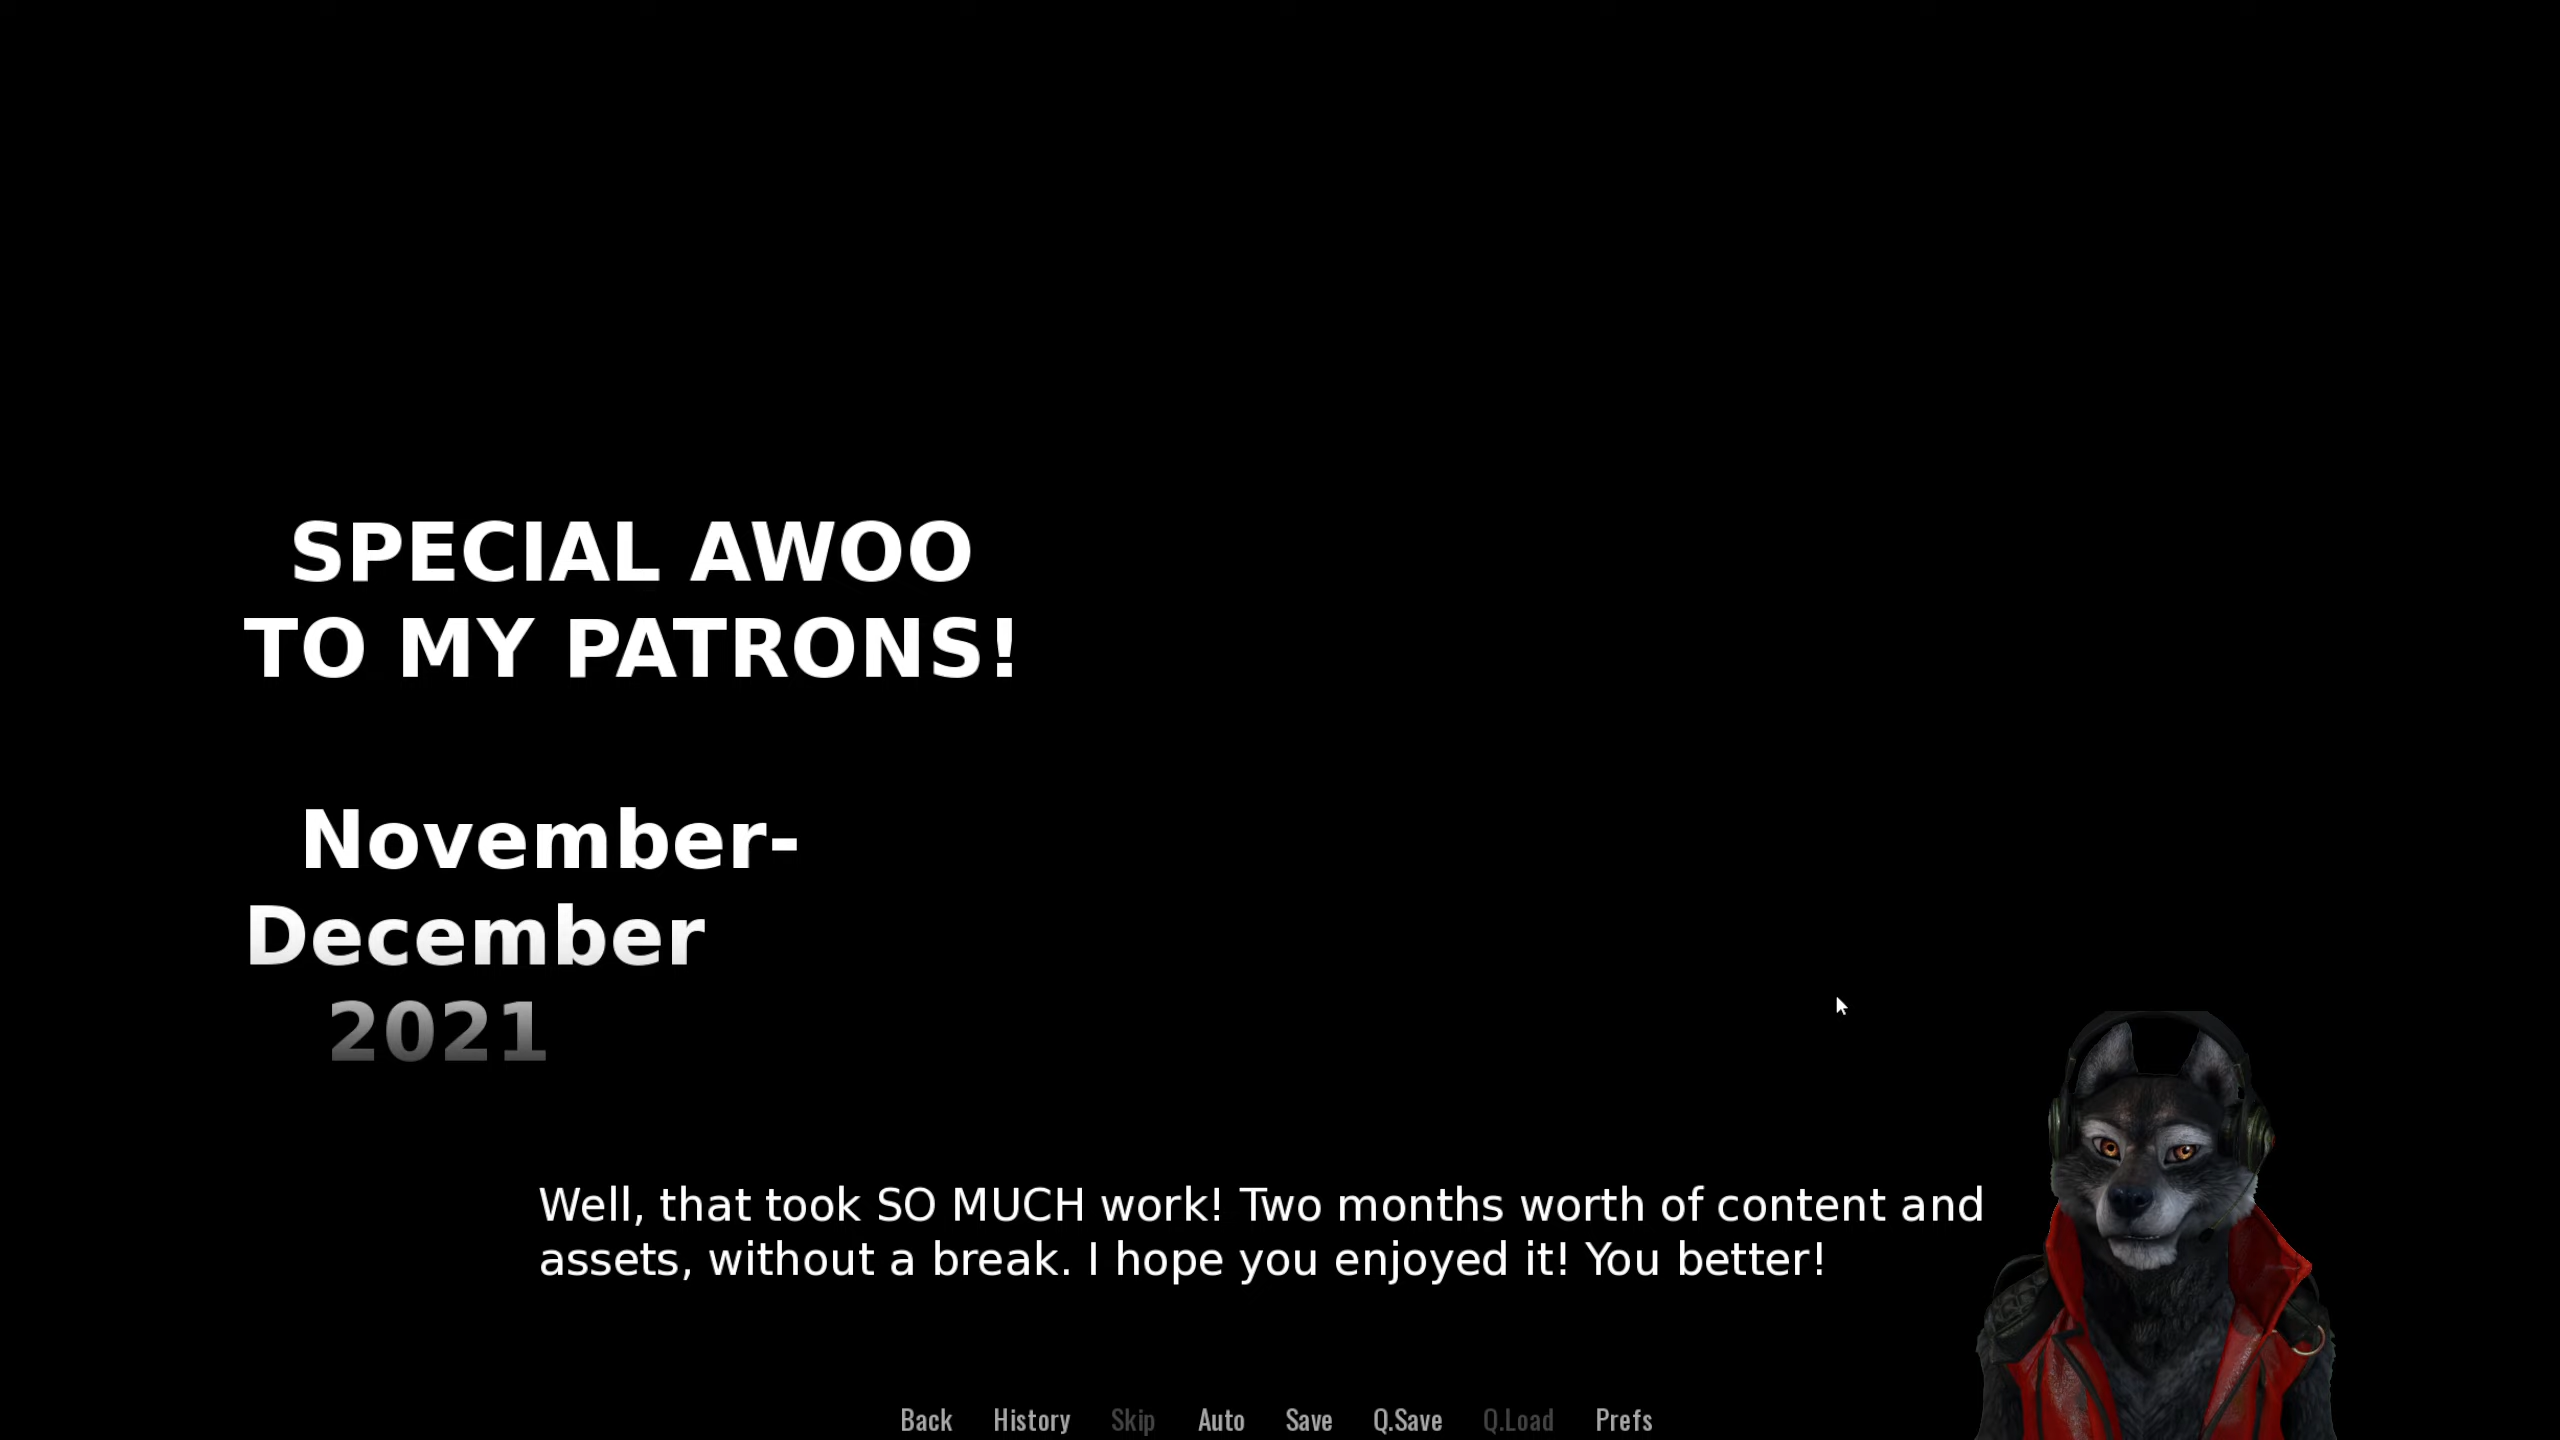 SPECIAL AWOO
TO MY PATRONS!
November-
December
2021
Well, that took SO MUCH work! Two months worth of content and
assets, without a break. I hope you enjoyed it! You better!
Back History Skip Auto Save Q.Save Q.Load Prefs